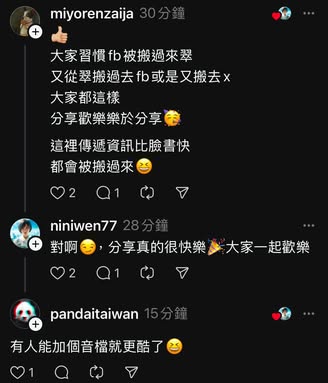 miyorenzaija 30分鐘
👍🏼
大家習慣fb被搬過來翠
又從翠搬過去fb或是又搬去x
大家都這樣
分享歡樂樂於分享🥳
這裡傳遞資訊比臉書快
都會被搬過來😆
2 1
niniwen77 28分鐘
對啊😏，分享真的很快樂🎉大家一起歡樂
2 1
pandaitaiwan 15分鐘
有人能加個音檔就更酷了😆
1